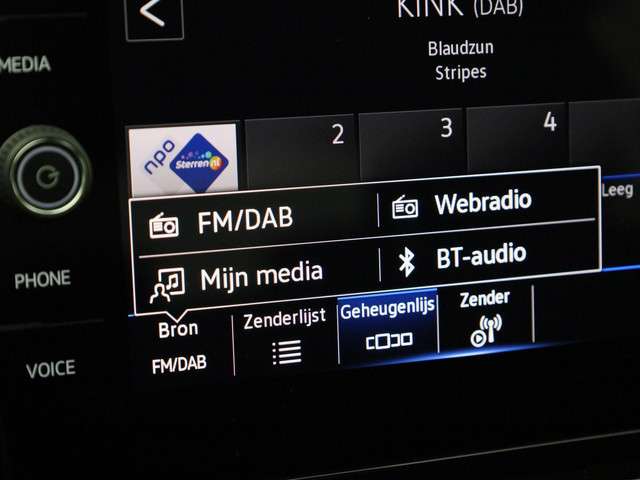 KINK (DAB)
Blaudzun
Stripes
MEDIA
PHONE
VOICE
npo
Sterren nl
2
3
4
Leeg
FM/DAB
Webradio
Mijn media
BT-audio
Bron
FM/DAB
Zenderlijst
Geheugenlijs
Zender